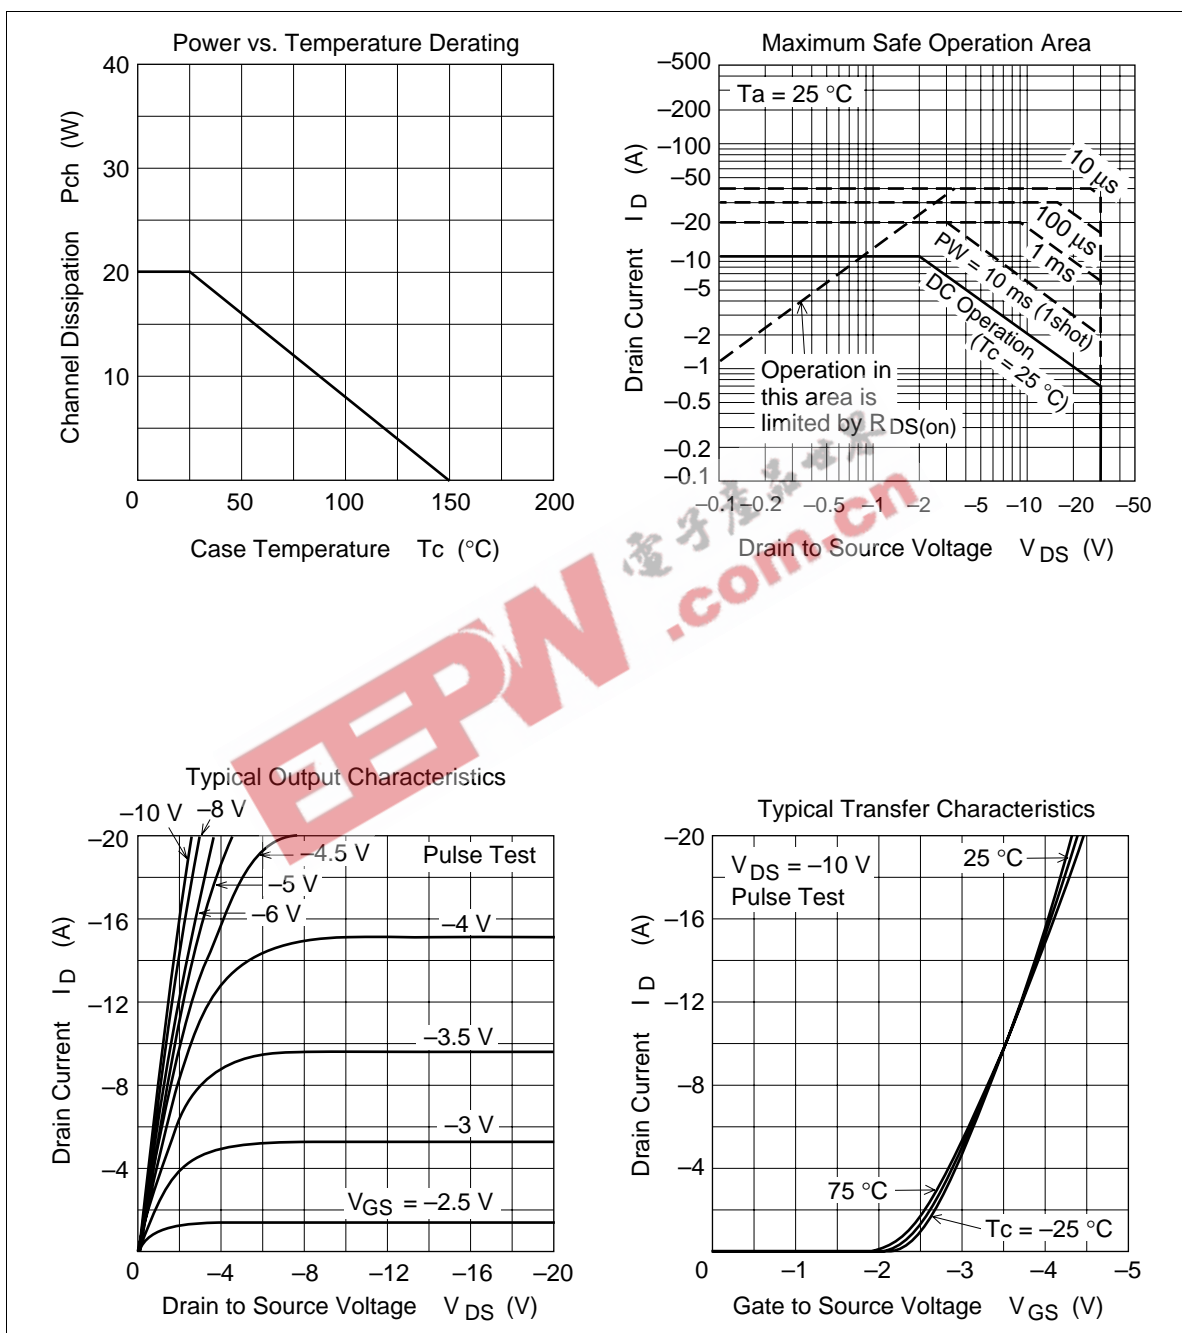 Power vs. Temperature Derating
40
30
20
10
0
50
100
150
200
Channel Dissipation Pch (W)
Case Temperature Tc (°C)
Maximum Safe Operation Area
–500
–200
–100
–50
–20
–10
–5
–2
–1
–0.5
–0.2
–0.1
Ta = 25 °C
10 µs
100 µs
1 ms
PW = 10 ms (1shot)
DC Operation
(Tc = 25 °C)
Operation in
this area is
limited by R DS(on)
–0.1 –0.2 –0.5 –1 –2 –5 –10 –20 –50
Drain Current I D (A)
Drain to Source Voltage V DS (V)
電子產品世界
EEPW
.com.cn
Typical Output Characteristics
–10 V
–8 V
–20
–16
–12
–8
–4
Pulse Test
–4.5 V
–5 V
–6 V
–4 V
–3.5 V
–3 V
VGS = –2.5 V
0 –4 –8 –12 –16 –20
Drain Current I D (A)
Drain to Source Voltage V DS (V)
Typical Transfer Characteristics
–20
–16
–12
–8
–4
V DS = –10 V
Pulse Test
25 °C
75 °C
Tc = –25 °C
0 –1 –2 –3 –4 –5
Drain Current I D (A)
Gate to Source Voltage V GS (V)